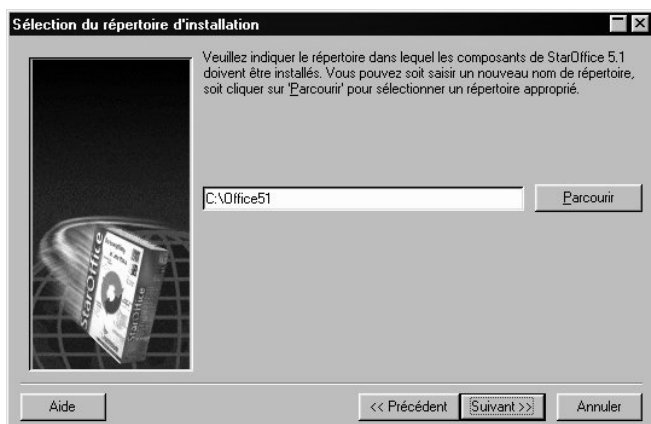 Sélection du répertoire d'installation
Veuillez indiquer le répertoire dans lequel les composants de StarOffice 5.1
doivent être installés. Vous pouvez soit saisir un nouveau nom de répertoire,
soit cliquer sur 'Parcourir' pour sélectionner un répertoire approprié.
C:\Office51
Parcourir
StarOffice
StarOffice
Aide
<< Précédent
Suivant >>
Annuler